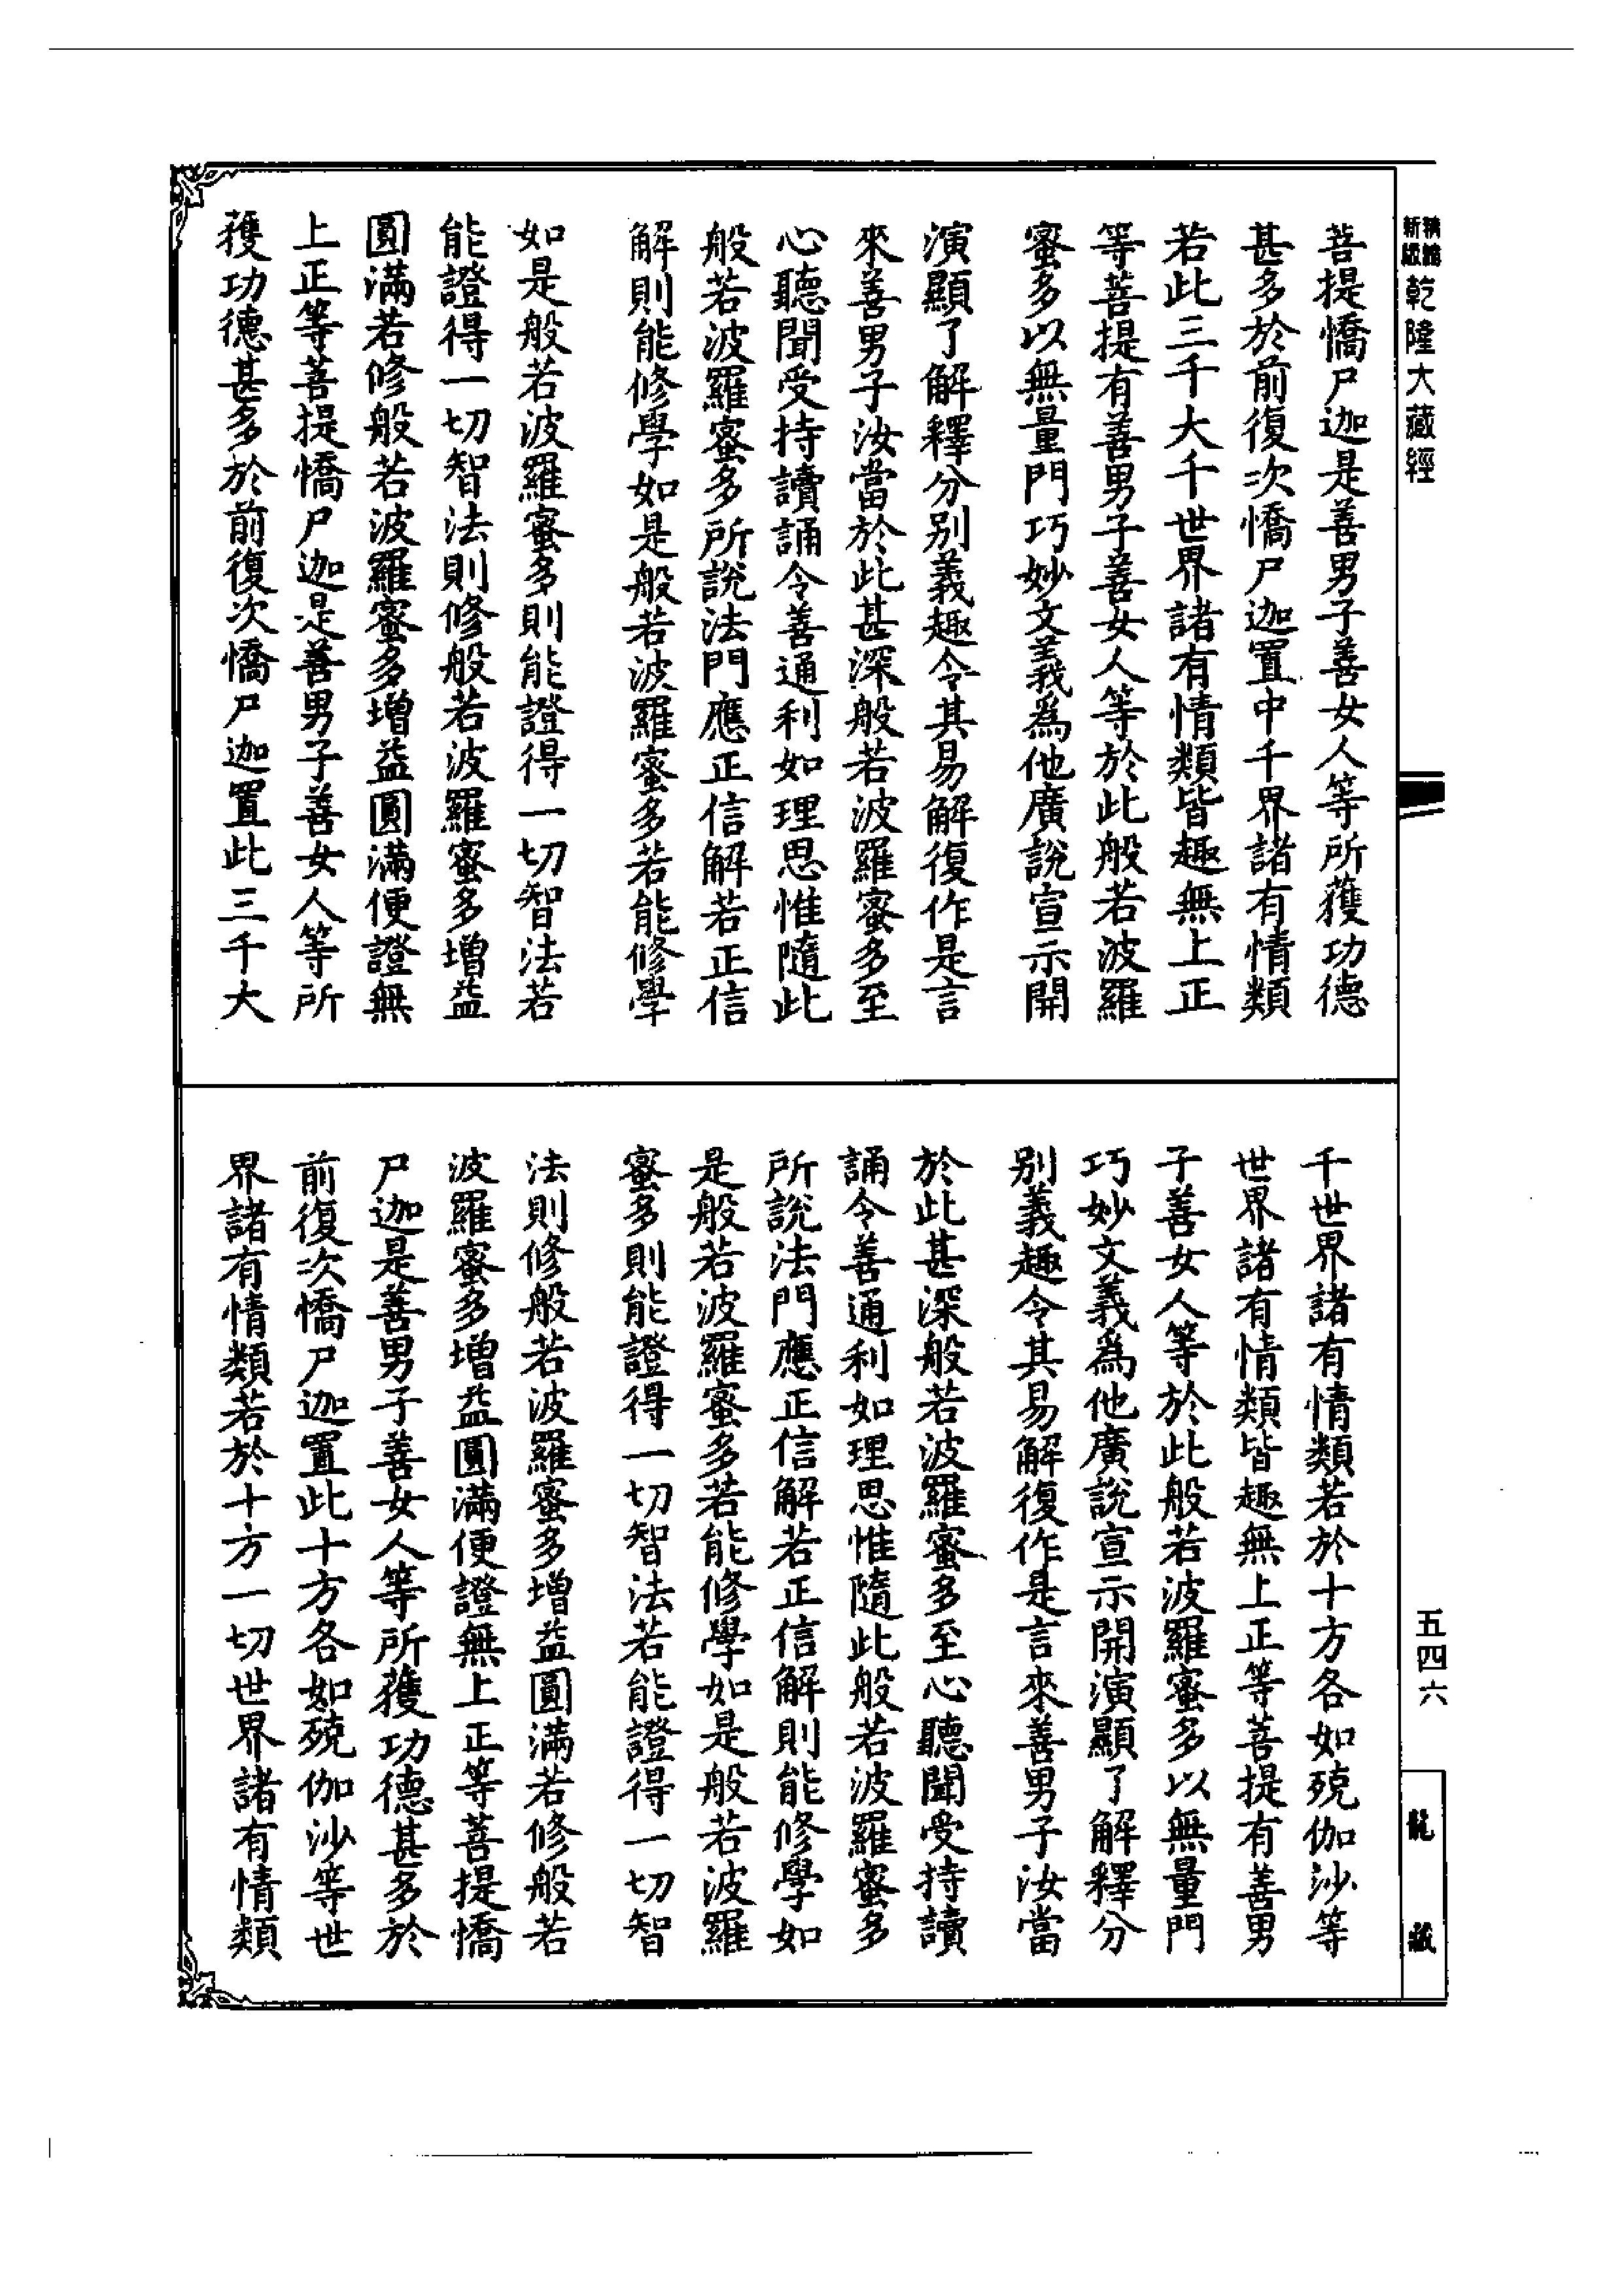 新版
精縮
乾隆大藏經
菩提憍尸迦是善男子善女人等所獲功德
甚多於前復次憍尸迦置中千界諸有情類
若此三千大千世界諸有情類皆趣無上正
等菩提有善男子善女人等於此般若波羅
蜜多以無量門巧妙文義爲他廣說宣示開
演顯了解釋分別義趣令其易解復作是言
來善男子汝當於此甚深般若波羅蜜多至
心聽聞受持讀誦令善通利如理思惟隨此
般若波羅蜜多所說法門應正信解若正信
解則能修學如是般若波羅蜜多若能修學
如是般若波羅蜜多則能證得一切智法若
能證得一切智法則修般若波羅蜜多增益
圓滿若修般若波羅蜜多增益圓滿便證無
上正等菩提憍尸迦是善男子善女人等所
獲功德甚多於前復次憍尸迦置此三千大
千世界諸有情類若於十方各如殑伽沙等
世界諸有情類皆趣無上正等菩提有善男
子善女人等於此般若波羅蜜多以無量門
巧妙文義爲他廣說宣示開演顯了解釋分
別義趣令其易解復作是言來善男子汝當
於此甚深般若波羅蜜多至心聽聞受持讀
誦令善通利如理思惟隨此般若波羅蜜多
所說法門應正信解若正信解則能修學如
是般若波羅蜜多若能修學如是般若波羅
蜜多則能證得一切智法若能證得一切智
法則修般若波羅蜜多增益圓滿若修般若
波羅蜜多增益圓滿便證無上正等菩提憍
尸迦是善男子善女人等所獲功德甚多於
前復次憍尸迦置此十方各如殑伽沙等世
界諸有情類若於十方一切世界諸有情類
五四六
龍藏